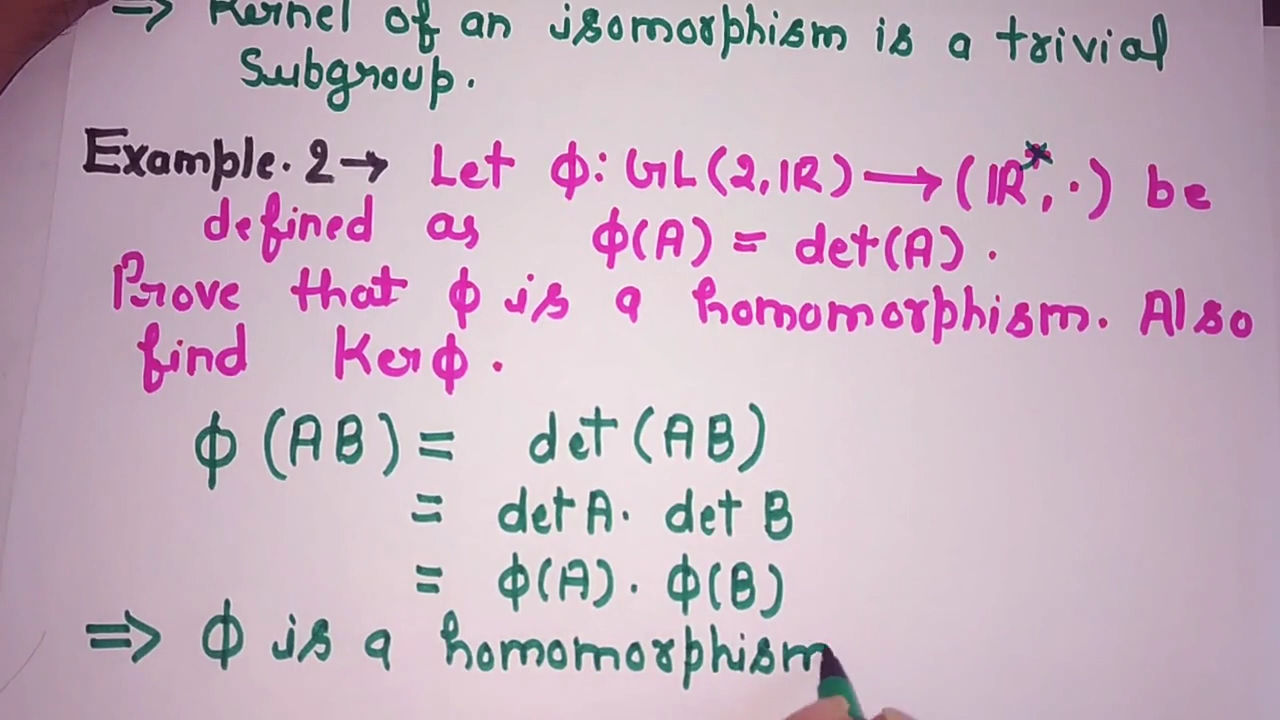 ⇒ Kernel of an isomorphism is a trivial
Subgroup.
Example. 2 → Let ϕ: GL(2, ℝ) ⟶ (ℝ*, ·) be
defined as ϕ(A) = det(A).
Prove that ϕ is a homomorphism. Also
find Kerϕ.
ϕ (AB) = det (AB)
= det A · det B
= ϕ(A) · ϕ(B)
⇒ ϕ is a homomorphism